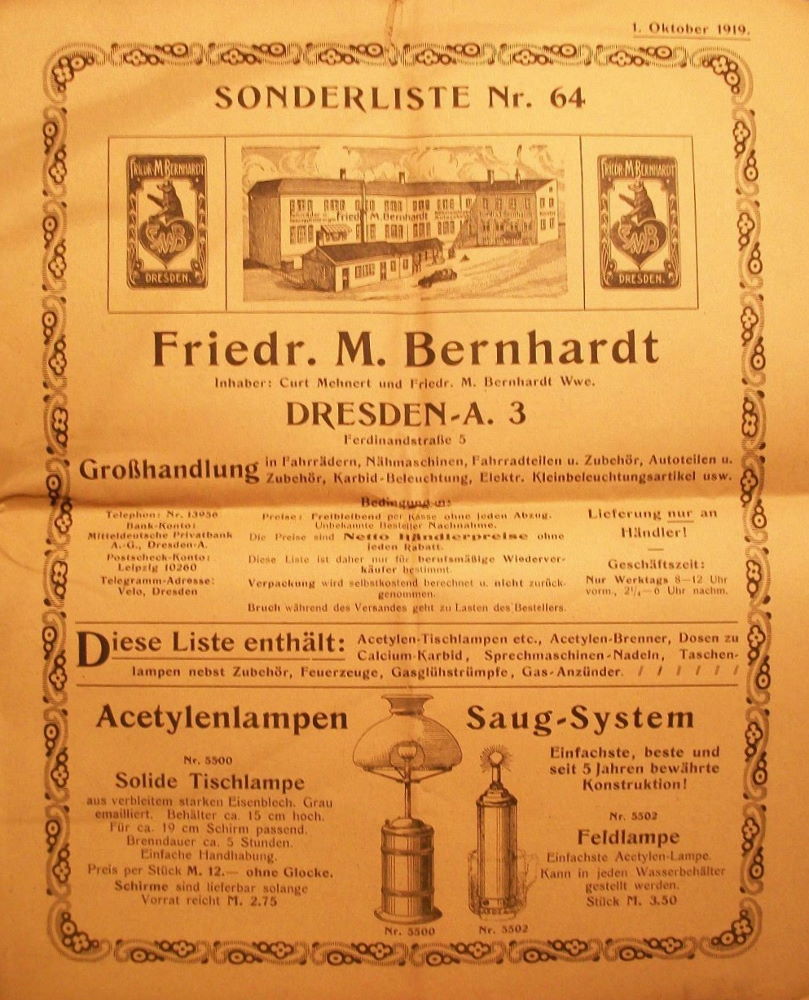 1. Oktober 1919.
SONDERLISTE Nr. 64
FRIEDR. M. BERNHARDT
DRESDEN.
Friedr. M. Bernhardt
FRIEDR. M. BERNHARDT
DRESDEN.
Friedr. M. Bernhardt
Inhaber: Curt Mehnert und Friedr. M. Bernhardt Wwe.
DRESDEN-A. 3
Ferdinandstraße 5
Großhandlung in Fahrrädern, Nähmaschinen, Fahrradteilen u. Zubehör, Autoteilen u.
Zubehör, Karbid-Beleuchtung, Elektr. Kleinbeleuchtungsartikel usw.
Telephon: Nr. 13956
Bank-Konto:
Mitteldeutsche Privatbank
A.-G., Dresden-A.
Postscheck-Konto:
Leipzig 10260
Telegramm-Adresse:
Velo, Dresden
Bedingungen:
Preise: Freibleibend per Kasse ohne jeden Abzug.
Unbekannte Besteller Nachnahme.
Die Preise sind Netto Händlerpreise ohne
jeden Rabatt.
Diese Liste ist daher nur für berufsmäßige Wiederver-
käufer bestimmt.
Verpackung wird selbstkostend berechnet u. nicht zurück-
genommen.
Bruch während des Versandes geht zu Lasten des Bestellers.
Lieferung nur an
Händler!
Geschäftszeit:
Nur Werktags 8—12 Uhr
vorm., 2¼—6 Uhr nachm.
Diese Liste enthält: Acetylen-Tischlampen etc., Acetylen-Brenner, Dosen zu
Calcium-Karbid, Sprechmaschinen-Nadeln, Taschen-
lampen nebst Zubehör, Feuerzeuge, Gasglühstrümpfe, Gas-Anzünder.
Acetylenlampen
Nr. 5500
Solide Tischlampe
aus verbleitem starken Eisenblech. Grau
emailliert. Behälter ca. 15 cm hoch.
Für ca. 19 cm Schirm passend.
Brenndauer ca. 5 Stunden.
Einfache Handhabung.
Preis per Stück M. 12.— ohne Glocke.
Schirme sind lieferbar solange
Vorrat reicht M. 2.75
Nr. 5500
Nr. 5502
Saug-System
Einfachste, beste und
seit 5 Jahren bewährte
Konstruktion!
Nr. 5502
Feldlampe
Einfachste Acetylen-Lampe.
Kann in jeden Wasserbehälter
gestellt werden.
Stück M. 3.50